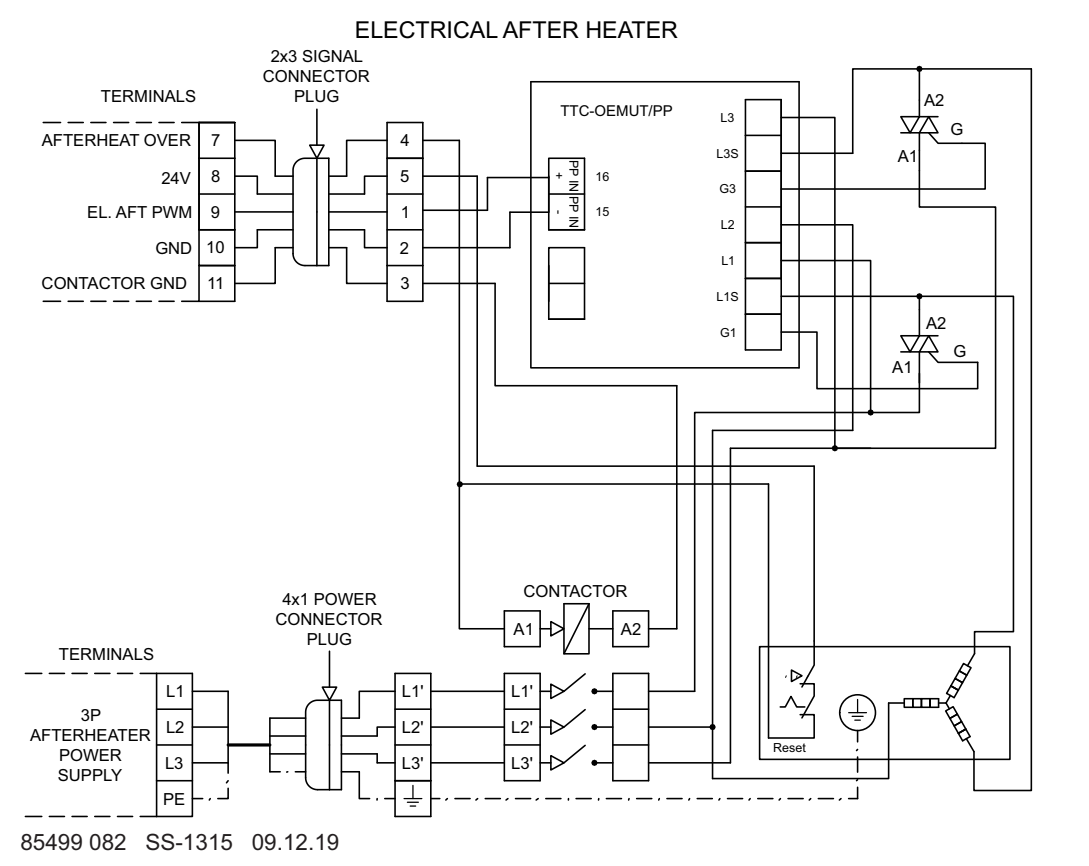 ELECTRICAL AFTER HEATER
2x3 SIGNAL
CONNECTOR
PLUG
TERMINALS
AFTERHEAT OVER 7
24V 8
EL. AFT PWM 9
GND 10
CONTACTOR GND 11
4
5
1
2
3
TTC-OEMUT/PP
+ PP IN 16
- PP IN 15
L3
L3S
G3
L2
L1
L1S
G1
A2
G
A1
A2
G
A1
CONTACTOR
A1 A2
4x1 POWER
CONNECTOR
PLUG
TERMINALS
3P
AFTERHEATER
POWER
SUPPLY
L1
L2
L3
PE
L1'
L2'
L3'
L1'
L2'
L3'
Reset
85499 082 SS-1315 09.12.19